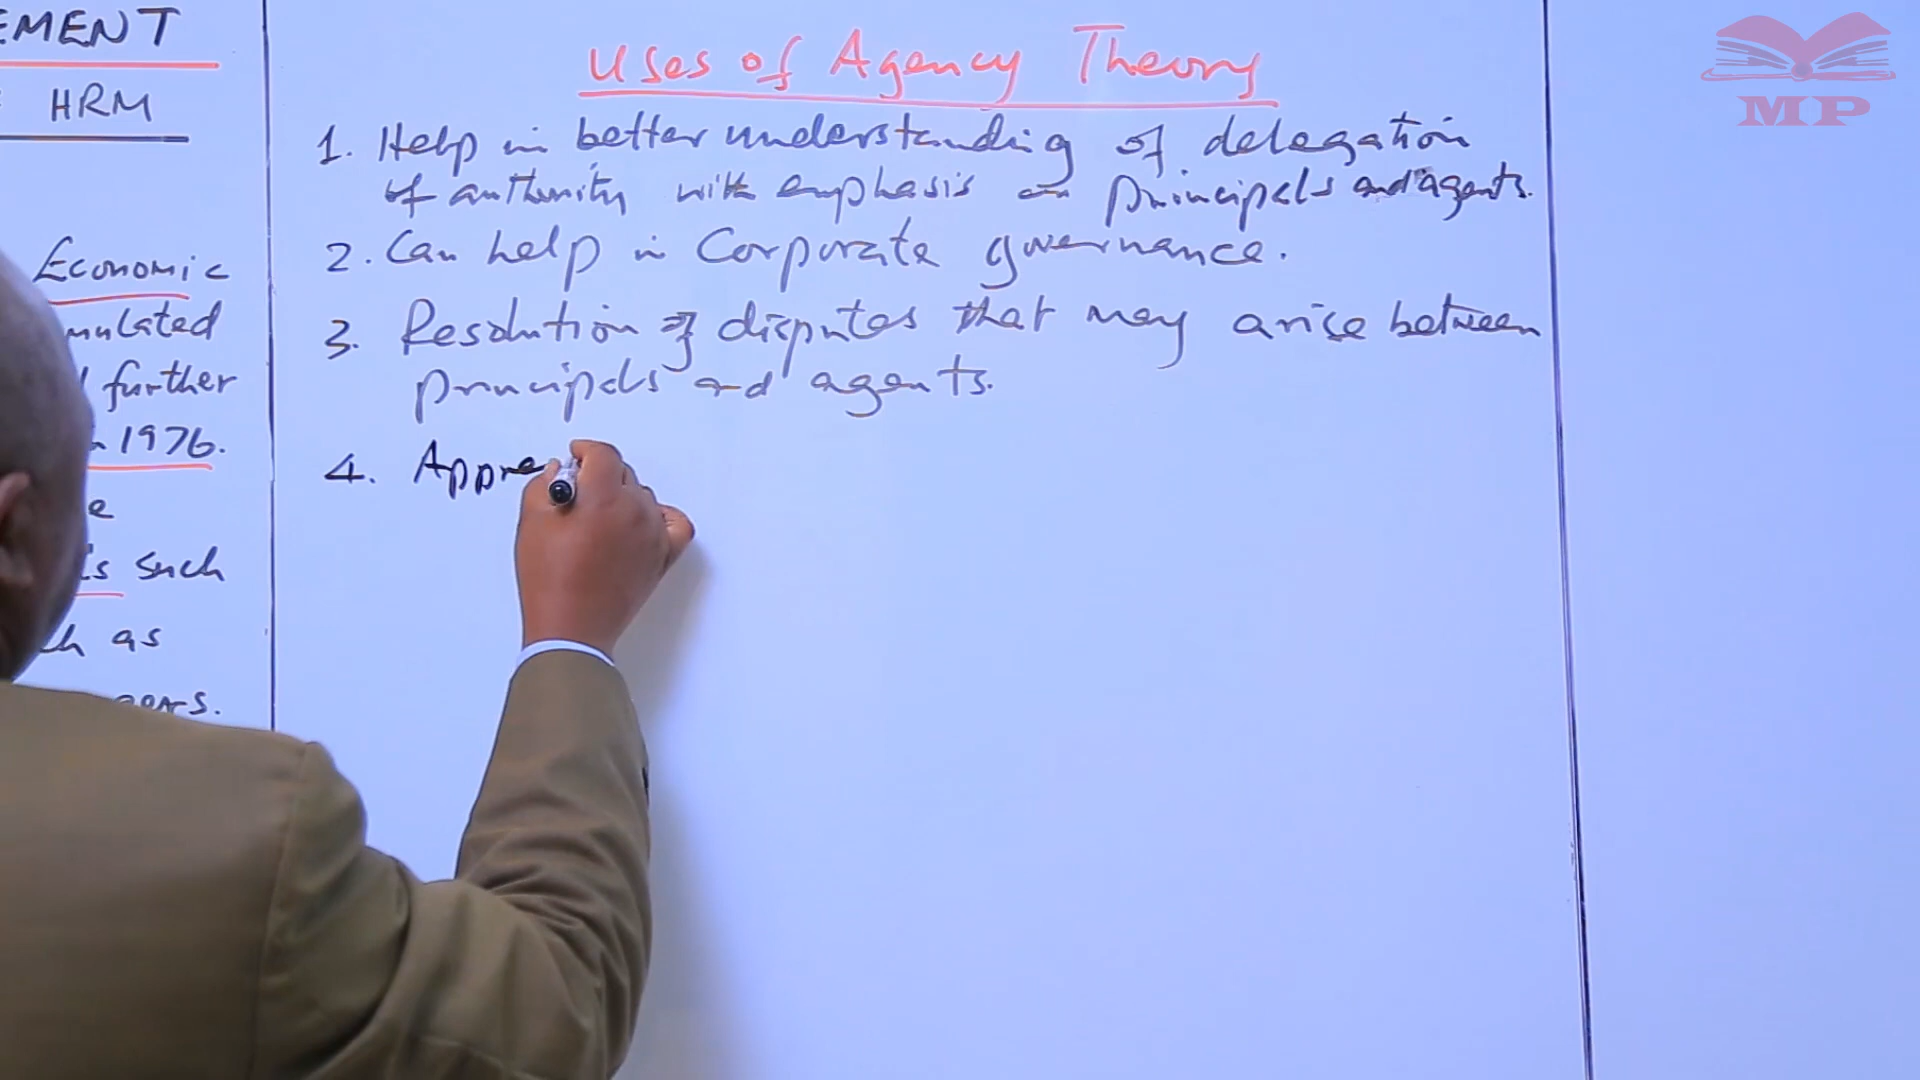 EMENT
HRM
Economic
mulated
further
1976.
e
is such
ch as
Uses of Agency Theory
1. Help in better understanding of delegation
of authority with emphasis on principals and agents.
2. Can help in Corporate governance.
3. Resolution of disputes that may arise between
principals and agents.
4. Appre
MP